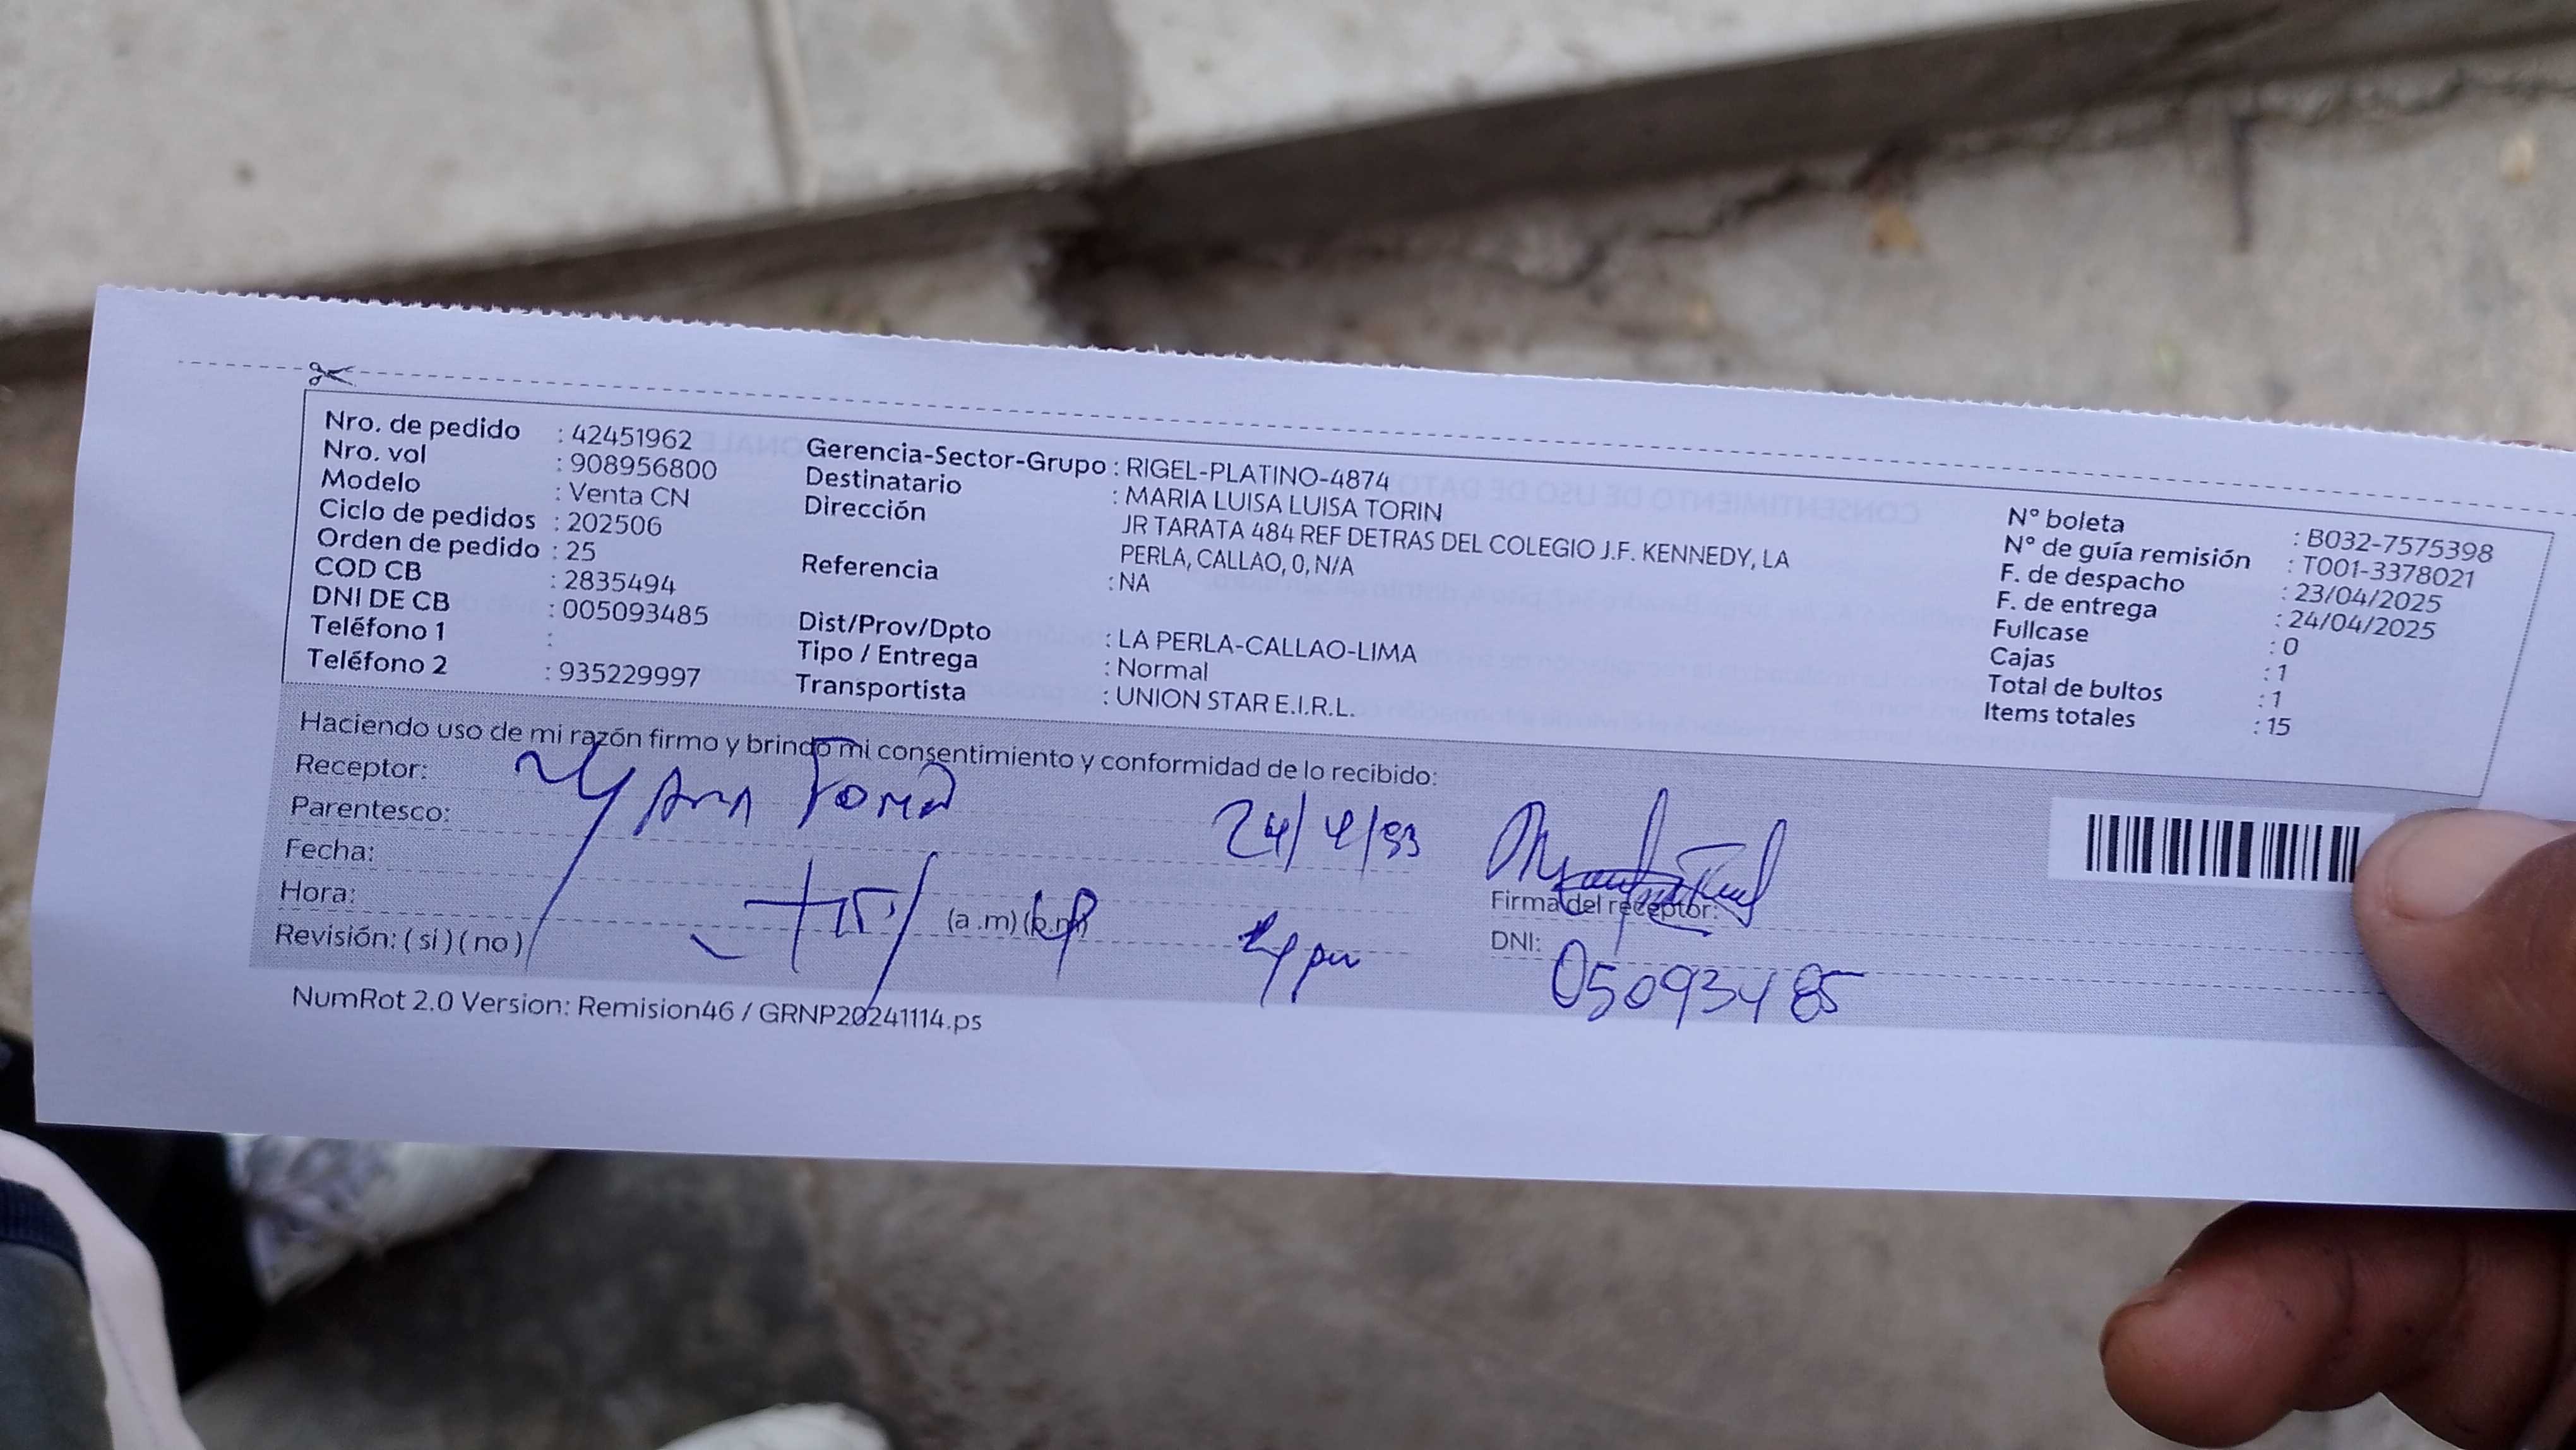 Nro. de pedido : 42451962
Nro. vol : 908956800
Modelo : Venta CN
Ciclo de pedidos : 202506
Orden de pedido : 25
COD CB : 2835494
DNI DE CB : 005093485
Teléfono 1 :
Teléfono 2 : 935229997
Gerencia-Sector-Grupo : RIGEL-PLATINO-4874
Destinatario : MARIA LUISA LUISA TORIN
Dirección JR TARATA 484 REF DETRAS DEL COLEGIO J.F. KENNEDY, LA
PERLA, CALLAO, 0, N/A
Referencia : NA
Dist/Prov/Dpto : LA PERLA-CALLAO-LIMA
Tipo / Entrega : Normal
Transportista : UNION STAR E.I.R.L.
N° boleta : B032-7575398
N° de guía remisión : T001-3378021
F. de despacho : 23/04/2025
F. de entrega : 24/04/2025
Fullcase : 0
Cajas : 1
Total de bultos : 1
Items totales : 15
Haciendo uso de mi razón firmo y brindo mi consentimiento y conformidad de lo recibido:
Receptor:
Parentesco:
Fecha:
Hora: (a.m)
Revisión: (si) (no)
Firma del receptor:
DNI: 05093485
NumRot 2.0 Version: Remision46 / GRNP20241114.ps